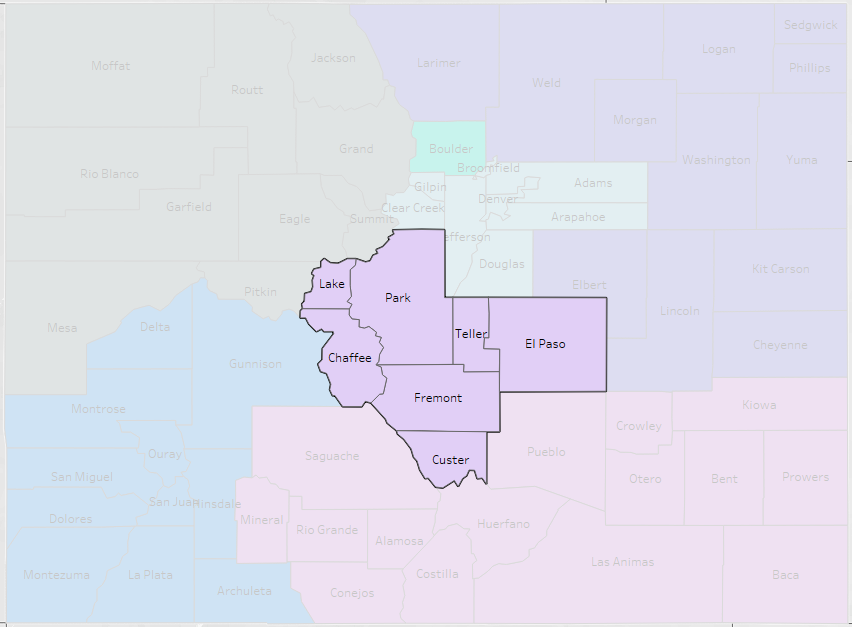 Sedgwick
Logan
Jackson
Larimer
Moffat
Phillips
Weld
Routt
Morgan
Grand
Boulder
Washington
Yuma
Broomfield
Rio Blanco
Adams
Gilpin
Denver
Garfield
Clear Creek
Eagle
Summit
Arapahoe
efferson
Douglas
Kit Carson
Lake
Elbert
Pitkin
Park
Lincoln
Mesa
Delta
Teller
El Paso
Cheyenne
Chaffee
Gunnison
Fremont
Montrose
Kiowa
Crowley
Ouray
Saguache
Custer
Pueblo
San Miguel
Otero
Bent
Prowers
San Juan
Hinsdale
Dolores
Mineral
Rio Grande
Huerfano
Alamosa
Las Animas
Montezuma
La Plata
Costilla
Baca
Archuleta
Conejos